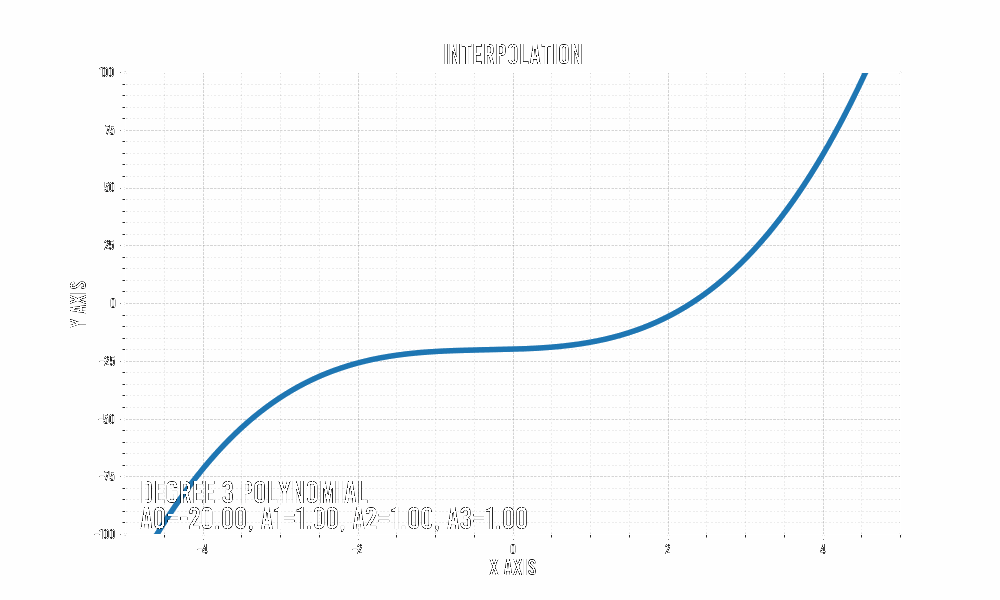 INTERPOLATION
100
75
50
25
0
-25
-50
-75
-100
Y AXIS
DEGREE 3 POLYNOMIAL
A0=-20.00, A1=1.00, A2=1.00, A3=1.00
-4 -2 0 2 4
X AXIS